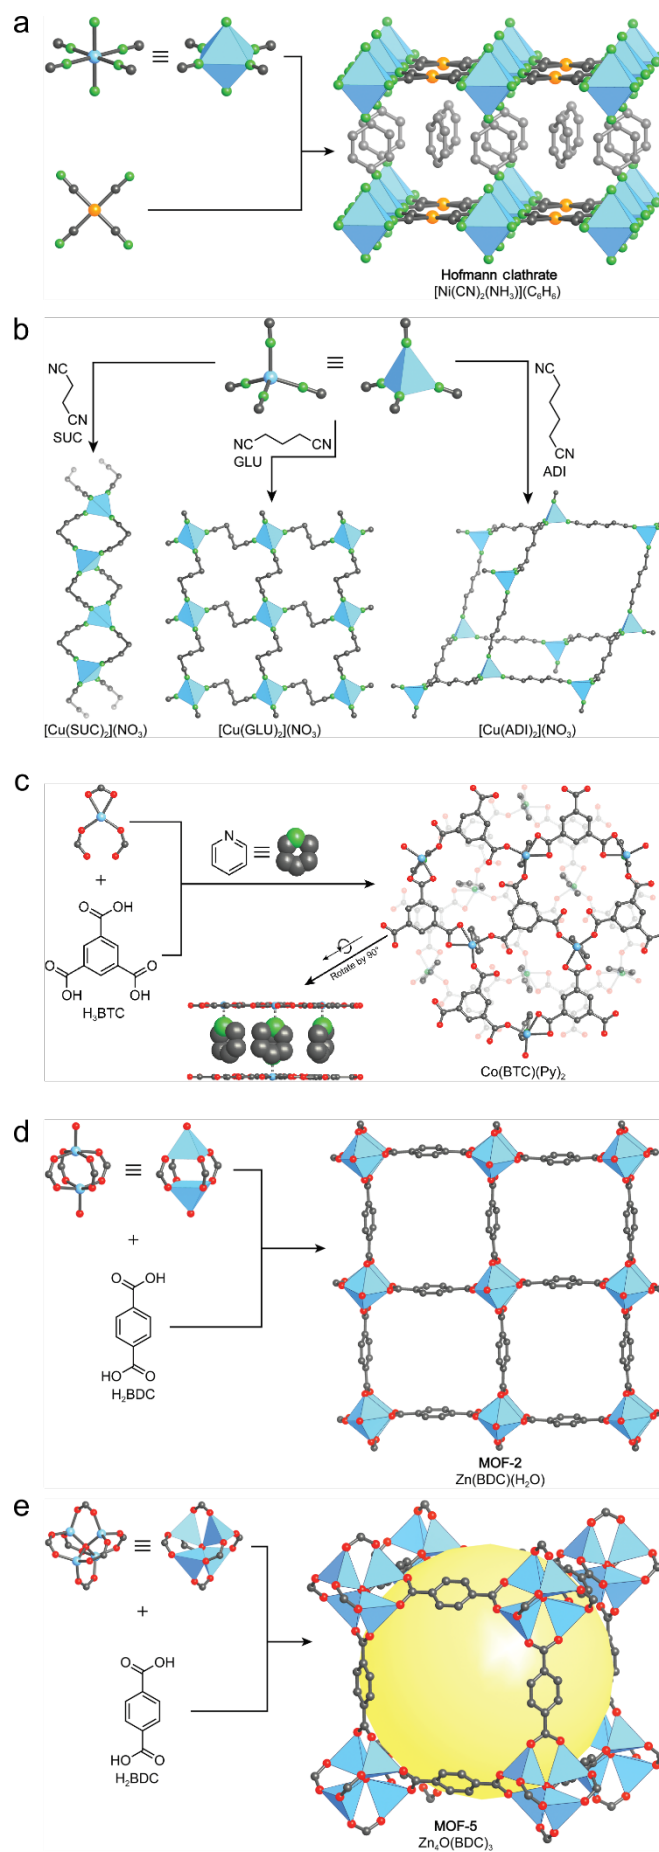 a
≡
Hofmann clathrate
[Ni(CN)₂(NH₃)](C₆H₆)
b
NC
CN
SUC
≡
NC
CN
GLU
NC
CN
ADI
[Cu(SUC)₂](NO₃)
[Cu(GLU)₂](NO₃)
[Cu(ADI)₂](NO₃)
c
+
N
≡
O
OH
O
HO
O
OH
H₃BTC
Rotate by 90°
Co(BTC)(Py)₂
d
≡
+
O
OH
HO
O
H₂BDC
MOF-2
Zn(BDC)(H₂O)
e
≡
+
O
OH
HO
O
H₂BDC
MOF-5
Zn₄O(BDC)₃